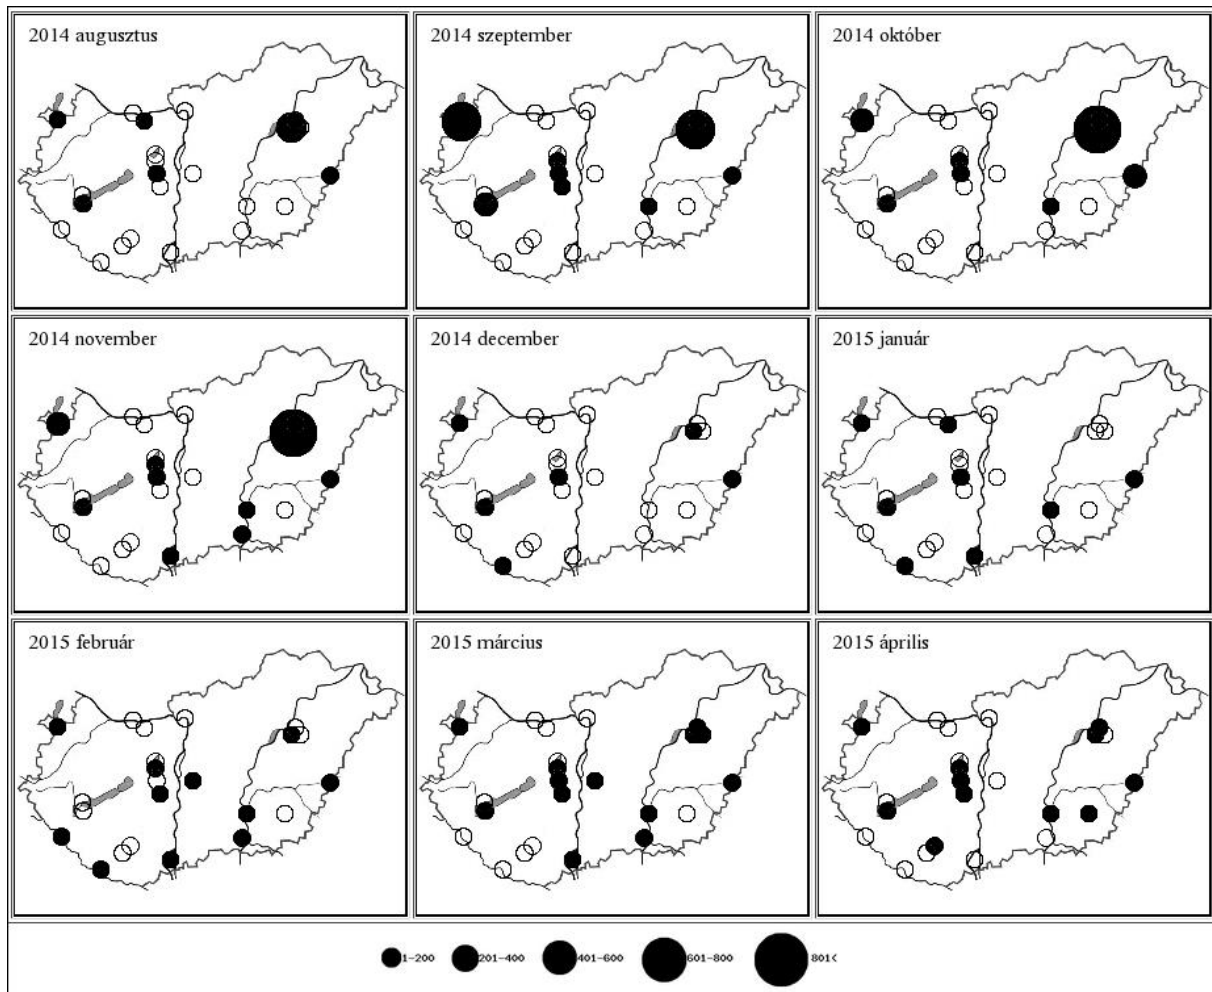 2014 augusztus
2014 szeptember
2014 október
2014 november
2014 december
2015 január
2015 február
2015 március
2015 április
1-200
201-400
401-600
601-800
801<